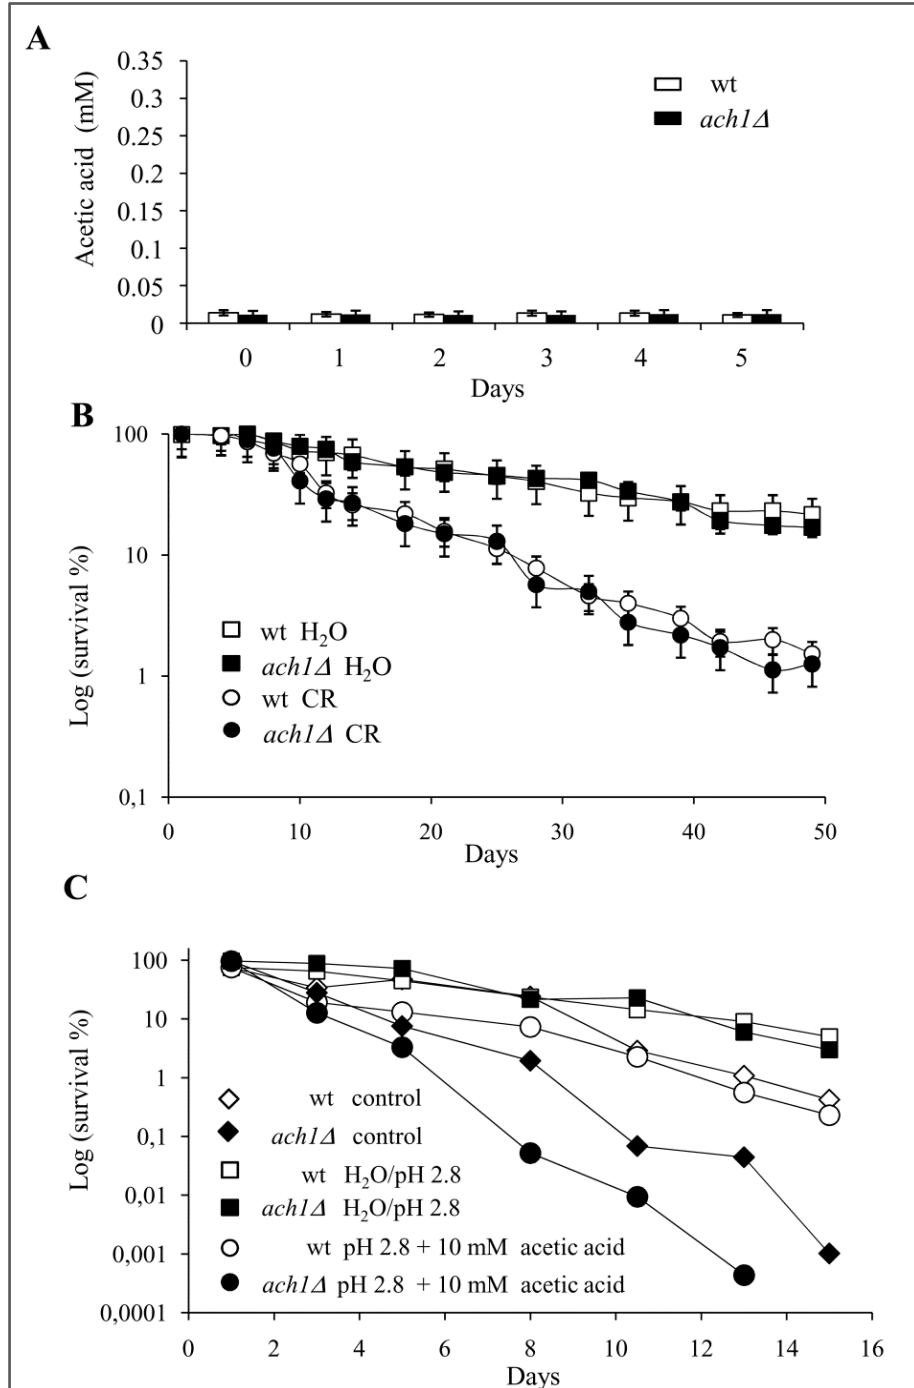 A
Acetic acid (mM)
0.35
0.3
0.25
0.2
0.15
0.1
0.05
0
wt
ach1Δ
0 1 2 3 4 5
Days
B
Log (survival %)
100
10
1
0,1
wt H₂O
ach1Δ H₂O
wt CR
ach1Δ CR
0 10 20 30 40 50
Days
C
Log (survival %)
100
10
1
0,1
0,01
0,001
0,0001
wt control
ach1Δ control
wt H₂O/pH 2.8
ach1Δ H₂O/pH 2.8
wt pH 2.8 + 10 mM acetic acid
ach1Δ pH 2.8 + 10 mM acetic acid
0 2 4 6 8 10 12 14 16
Days